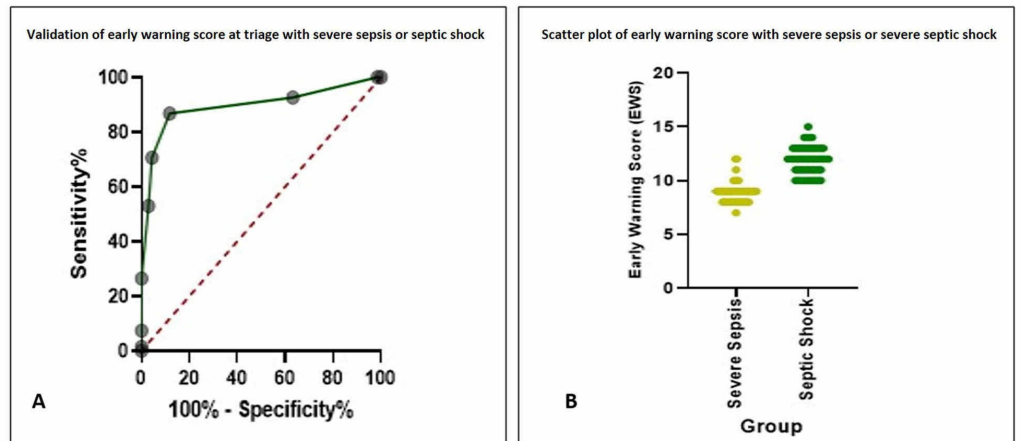 Validation of early warning score at triage with severe sepsis or septic shock
100
80
60
40
20
0
Sensitivity%
0 20 40 60 80 100
100% - Specificity%
A
Scatter plot of early warning score with severe sepsis or severe septic shock
20
15
10
5
0
Early Warning Score (EWS)
Severe Sepsis
Septic Shock
Group
B